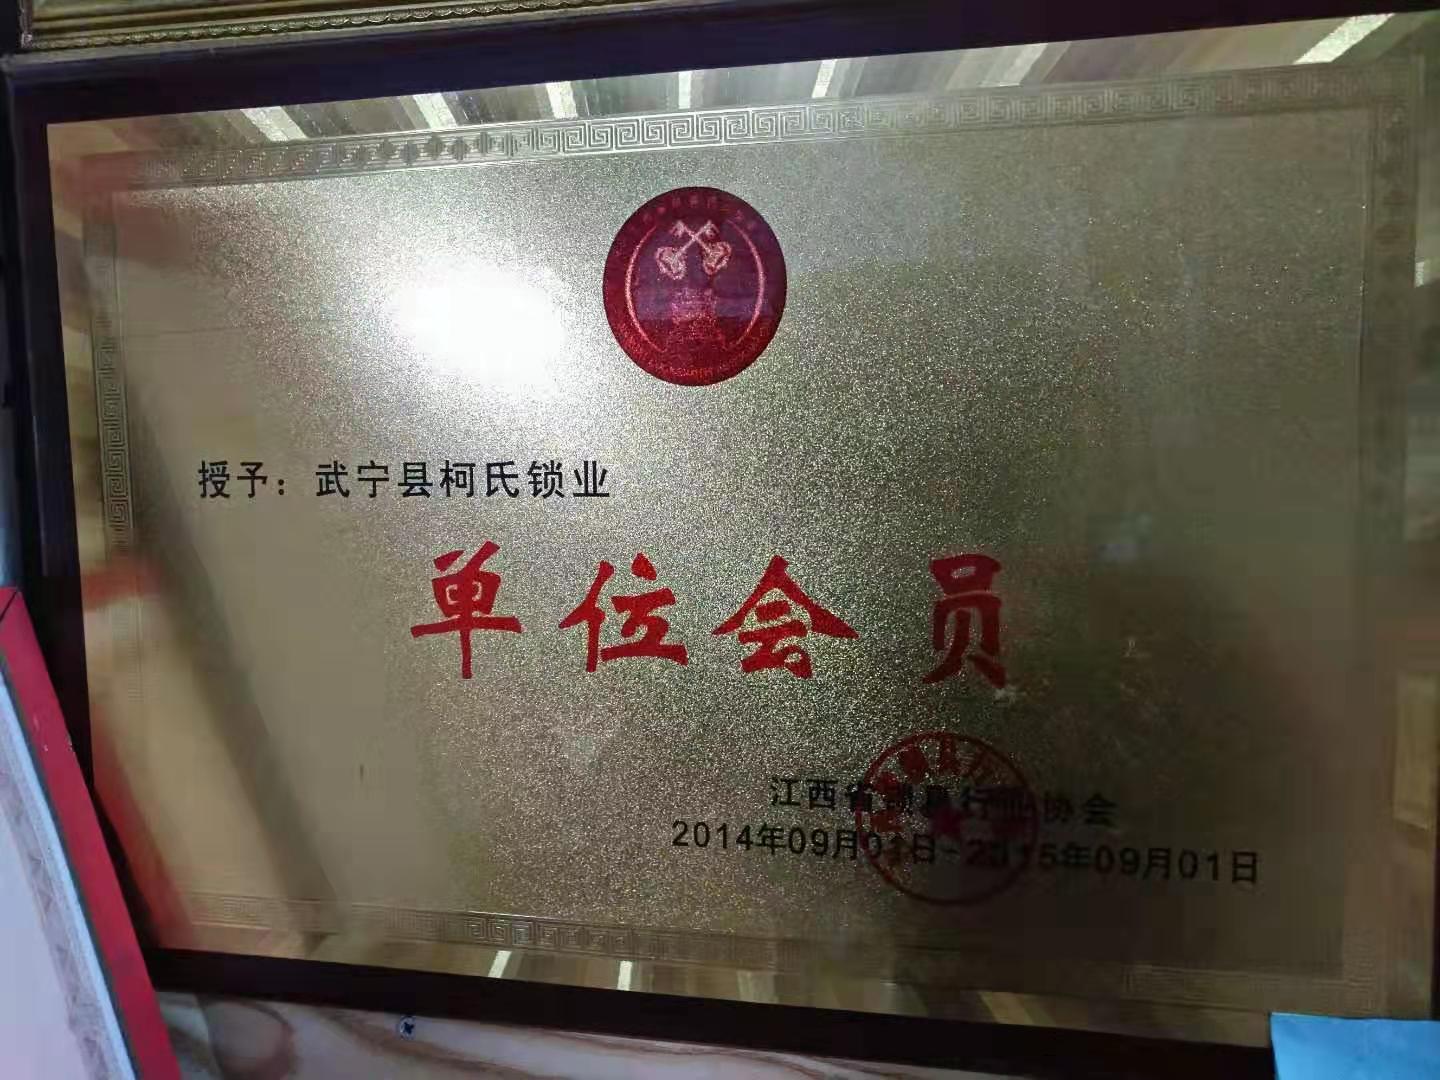 授予：武宁县柯氏锁业
单位会员
江西省锁具行业协会
2014年09月01日-2015年09月01日